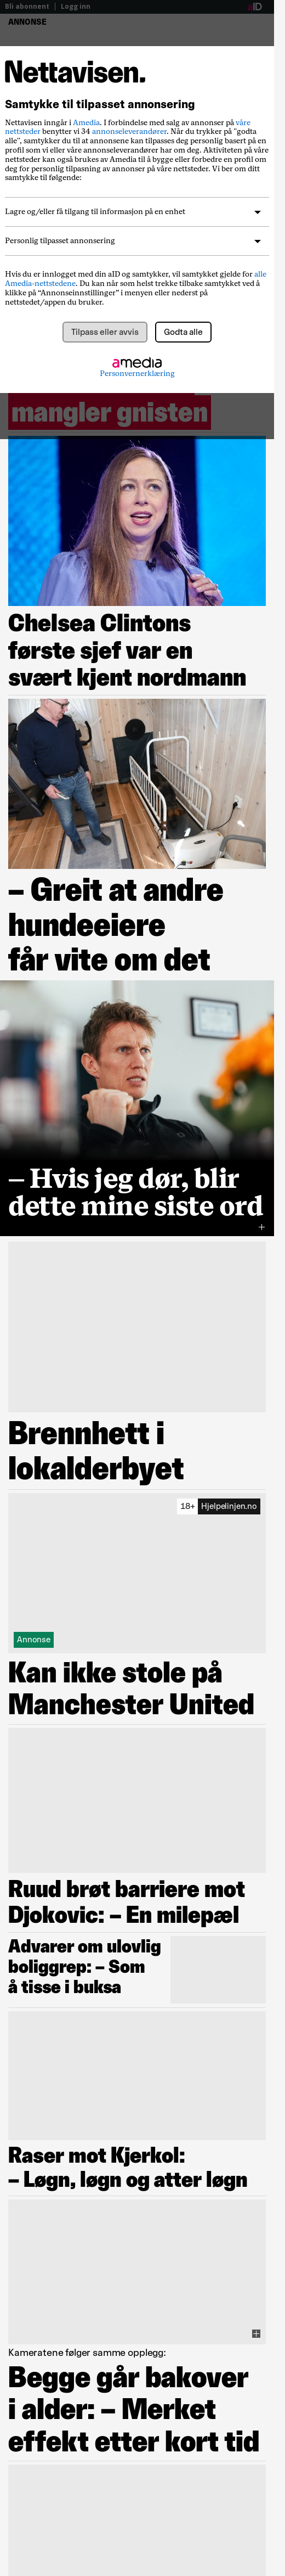 Bli abonnent | Logg inn
aID
ANNONSE
Nettavisen.
Samtykke til tilpasset annonsering
Nettavisen inngår i Amedia. I forbindelse med salg av annonser på våre
nettsteder benytter vi 34 annonseleverandører. Når du trykker på "godta
alle", samtykker du til at annonsene kan tilpasses deg personlig basert på en
profil som vi eller våre annonseleverandører har om deg. Aktiviteten på våre
nettsteder kan også brukes av Amedia til å bygge eller forbedre en profil om
deg for personlig tilpasning av annonser på våre nettsteder. Vi ber om ditt
samtykke til følgende:
Lagre og/eller få tilgang til informasjon på en enhet
Personlig tilpasset annonsering
Hvis du er innlogget med din aID og samtykker, vil samtykket gjelde for alle
Amedia-nettstedene. Du kan når som helst trekke tilbake samtykket ved å
klikke på “Annonseinnstillinger” i menyen eller nederst på
nettstedet/appen du bruker.
Tilpass eller avvis
Godta alle
amedia
Personvernerklæring
mangler gnisten
Chelsea Clintons
første sjef var en
svært kjent nordmann
– Greit at andre
hundeeiere
får vite om det
– Hvis jeg dør, blir
dette mine siste ord
Brennhett i
lokalderbyet
18+ Hjelpelinjen.no
Annonse
Kan ikke stole på
Manchester United
Ruud brøt barriere mot
Djokovic: – En milepæl
Advarer om ulovlig
boliggrep: – Som
å tisse i buksa
Raser mot Kjerkol:
– Løgn, løgn og atter løgn
Kameratene følger samme opplegg:
Begge går bakover
i alder: – Merket
effekt etter kort tid